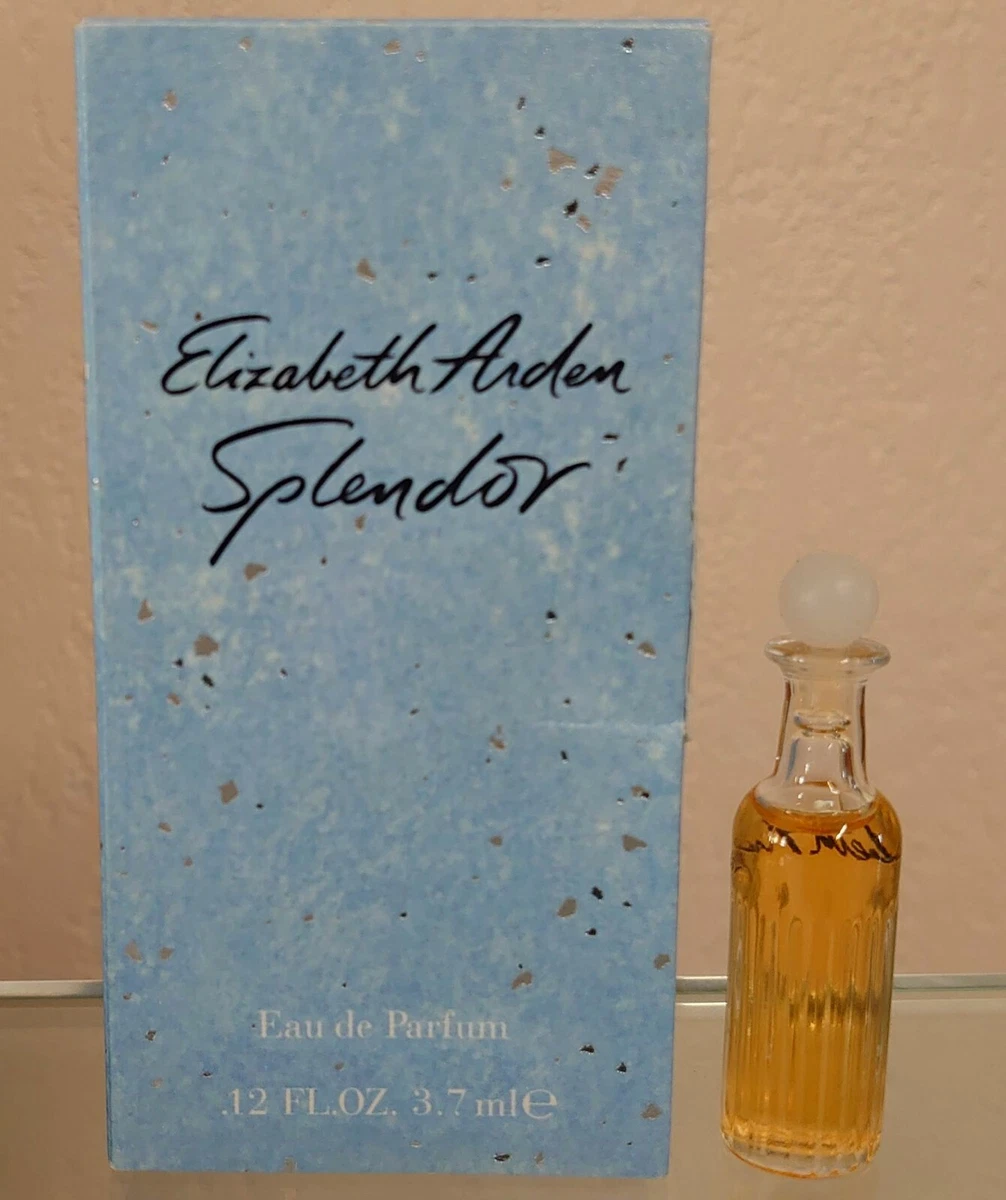 Elizabeth Arden
Splendor
Eau de Parfum
.12 FL.OZ. 3.7 ml℮